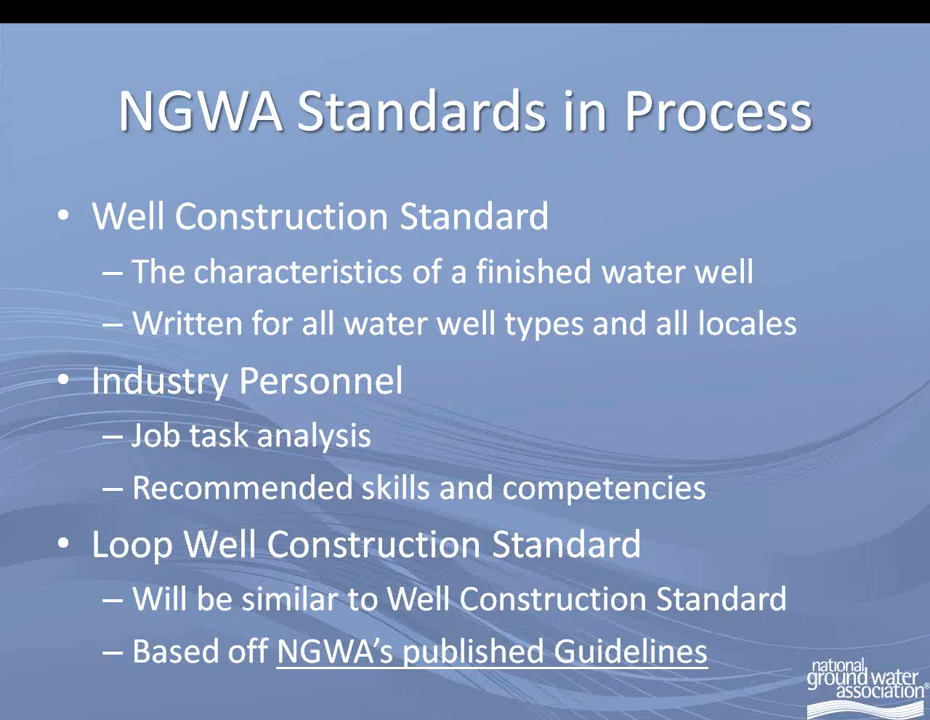 NGWA Standards in Process
• Well Construction Standard
– The characteristics of a finished water well
– Written for all water well types and all locales
• Industry Personnel
– Job task analysis
– Recommended skills and competencies
• Loop Well Construction Standard
– Will be similar to Well Construction Standard
– Based off NGWA’s published Guidelines
national
ground water
association®